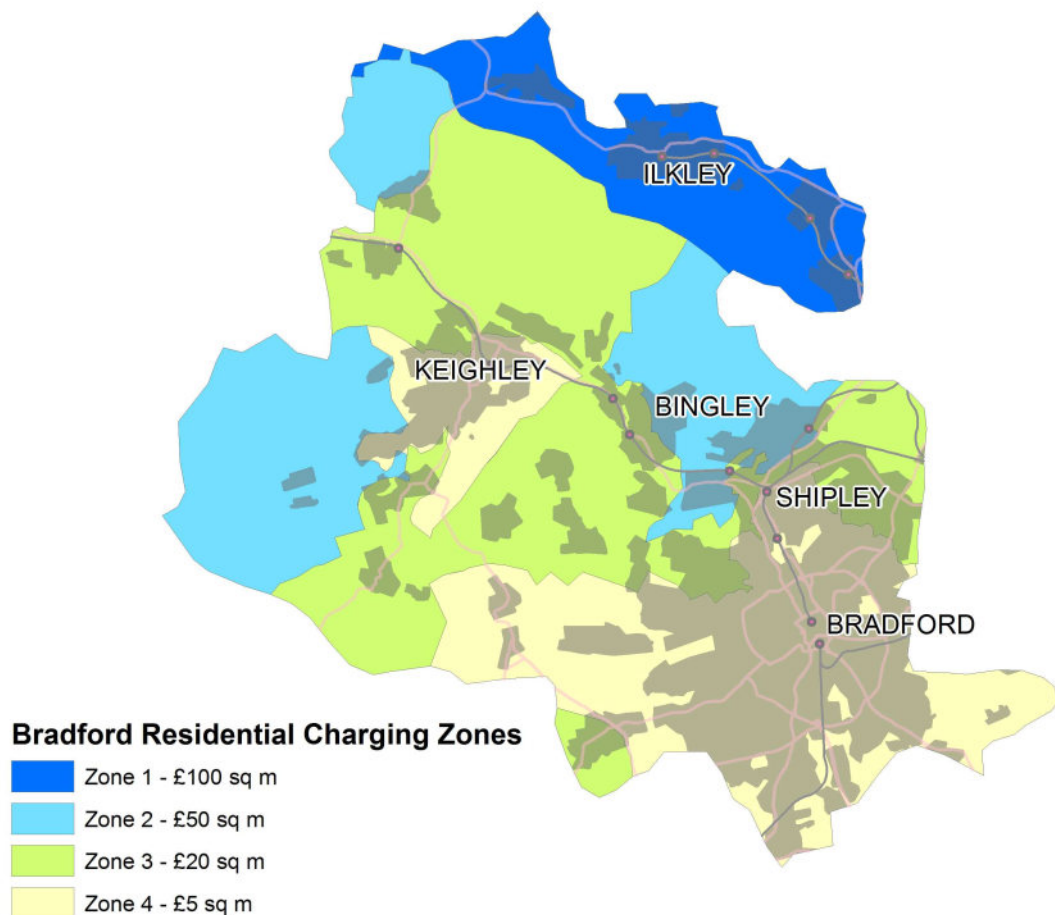 ILKLEY
KEIGHLEY
BINGLEY
SHIPLEY
BRADFORD
Bradford Residential Charging Zones
Zone 1 - £100 sq m
Zone 2 - £50 sq m
Zone 3 - £20 sq m
Zone 4 - £5 sq m